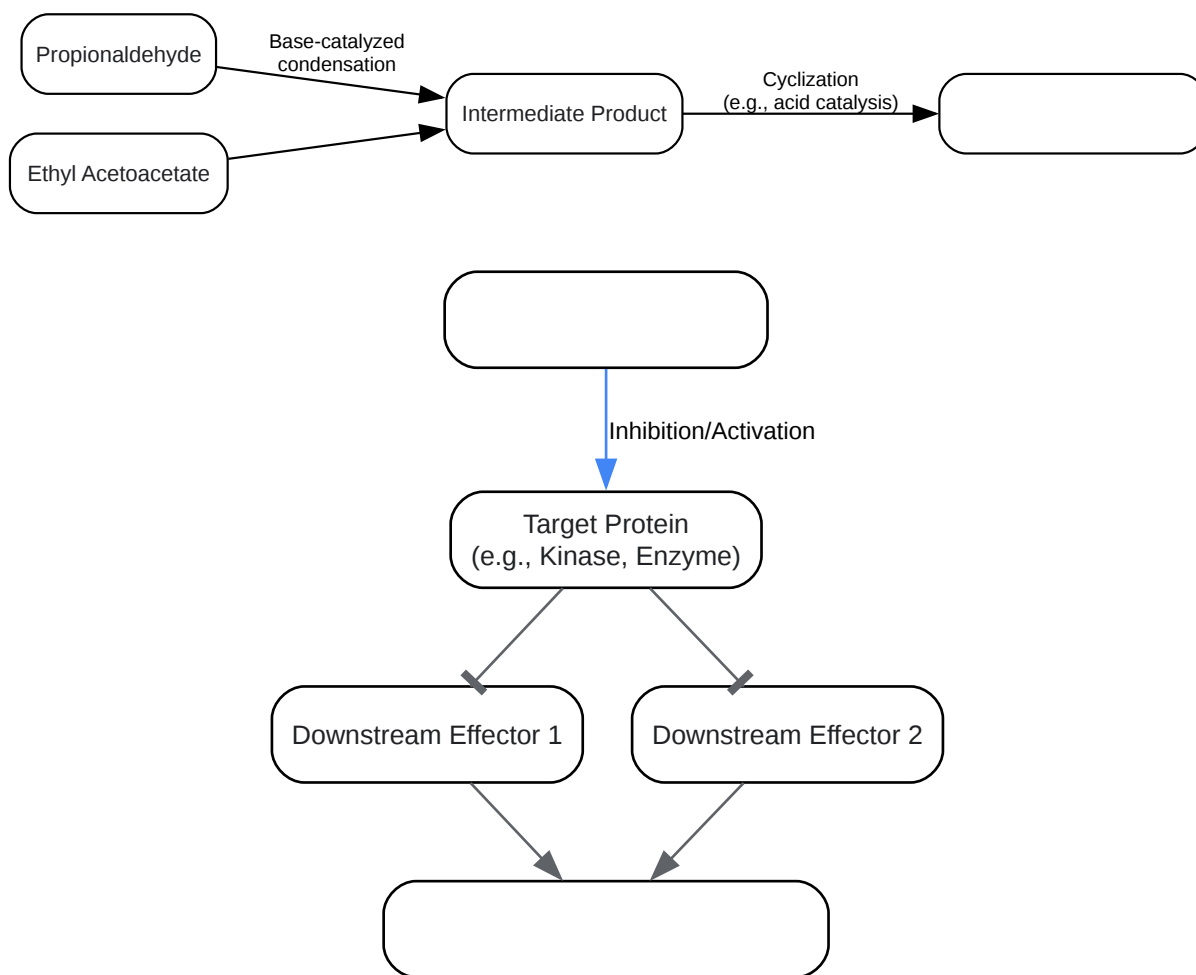 Propionaldehyde
Base-catalyzed
condensation
Ethyl Acetoacetate
Intermediate Product
Cyclization
(e.g., acid catalysis)
Inhibition/Activation
Target Protein
(e.g., Kinase, Enzyme)
Downstream Effector 1
Downstream Effector 2